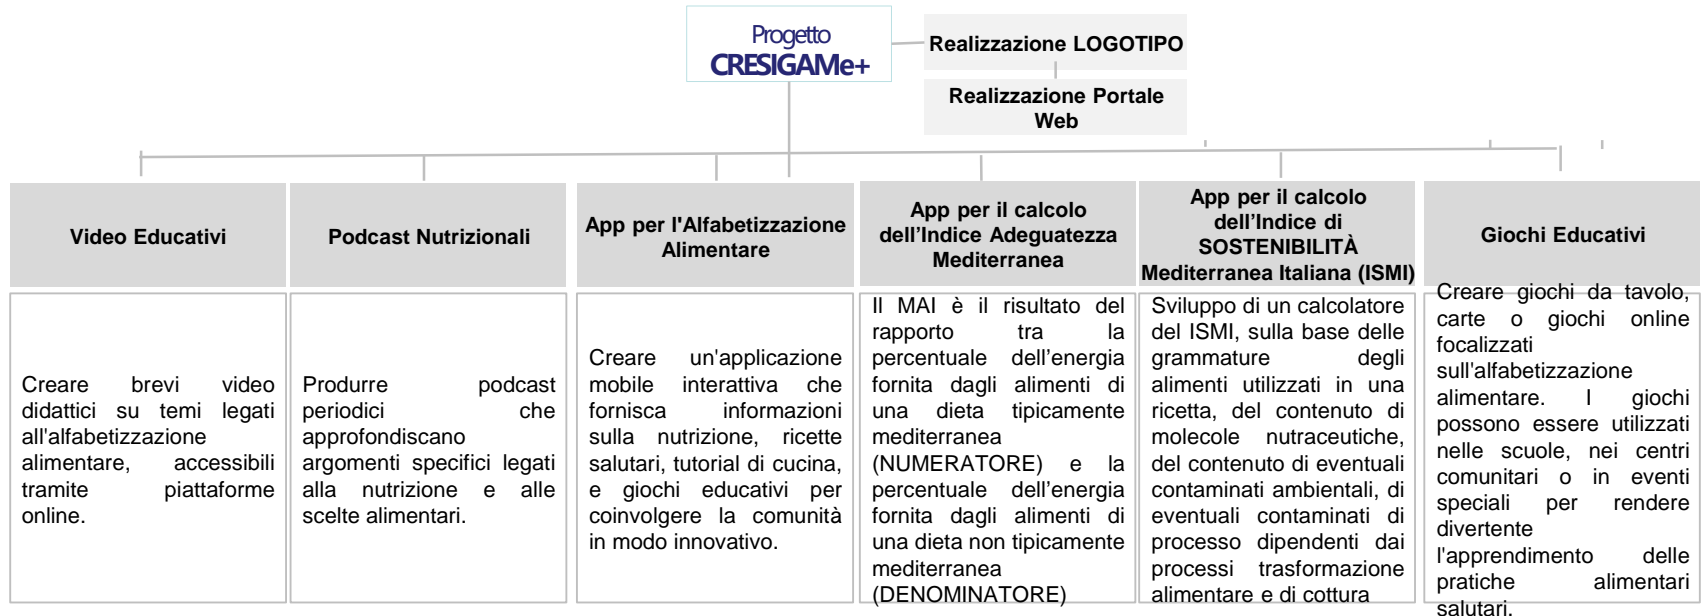 Progetto
CRESIGAMe+
Realizzazione LOGOTIPO
Realizzazione Portale
Web
Video Educativi
Podcast Nutrizionali
App per l'Alfabetizzazione
Alimentare
App per il calcolo
dell’Indice Adeguatezza
Mediterranea
App per il calcolo
dell’Indice di
SOSTENIBILITÀ
Mediterranea Italiana (ISMI)
Giochi Educativi
Creare brevi video
didattici su temi legati
all'alfabetizzazione
alimentare, accessibili
tramite piattaforme
online.
Produrre podcast
periodici che
approfondiscano
argomenti specifici legati
alla nutrizione e alle
scelte alimentari.
Creare un'applicazione
mobile interattiva che
fornisca informazioni
sulla nutrizione, ricette
salutari, tutorial di cucina,
e giochi educativi per
coinvolgere la comunità
in modo innovativo.
Il MAI è il risultato del
rapporto tra la
percentuale dell’energia
fornita dagli alimenti di
una dieta tipicamente
mediterranea
(NUMERATORE) e la
percentuale dell’energia
fornita dagli alimenti di
una dieta non tipicamente
mediterranea
(DENOMINATORE)
Sviluppo di un calcolatore
del ISMI, sulla base delle
grammature degli
alimenti utilizzati in una
ricetta, del contenuto di
molecole nutraceutiche,
del contenuto di eventuali
contaminati ambientali, di
eventuali contaminati di
processo dipendenti dai
processi trasformazione
alimentare e di cottura
Creare giochi da tavolo,
carte o giochi online
focalizzati
sull'alfabetizzazione
alimentare. I giochi
possono essere utilizzati
nelle scuole, nei centri
comunitari o in eventi
speciali per rendere
divertente
l'apprendimento delle
pratiche alimentari
salutari.